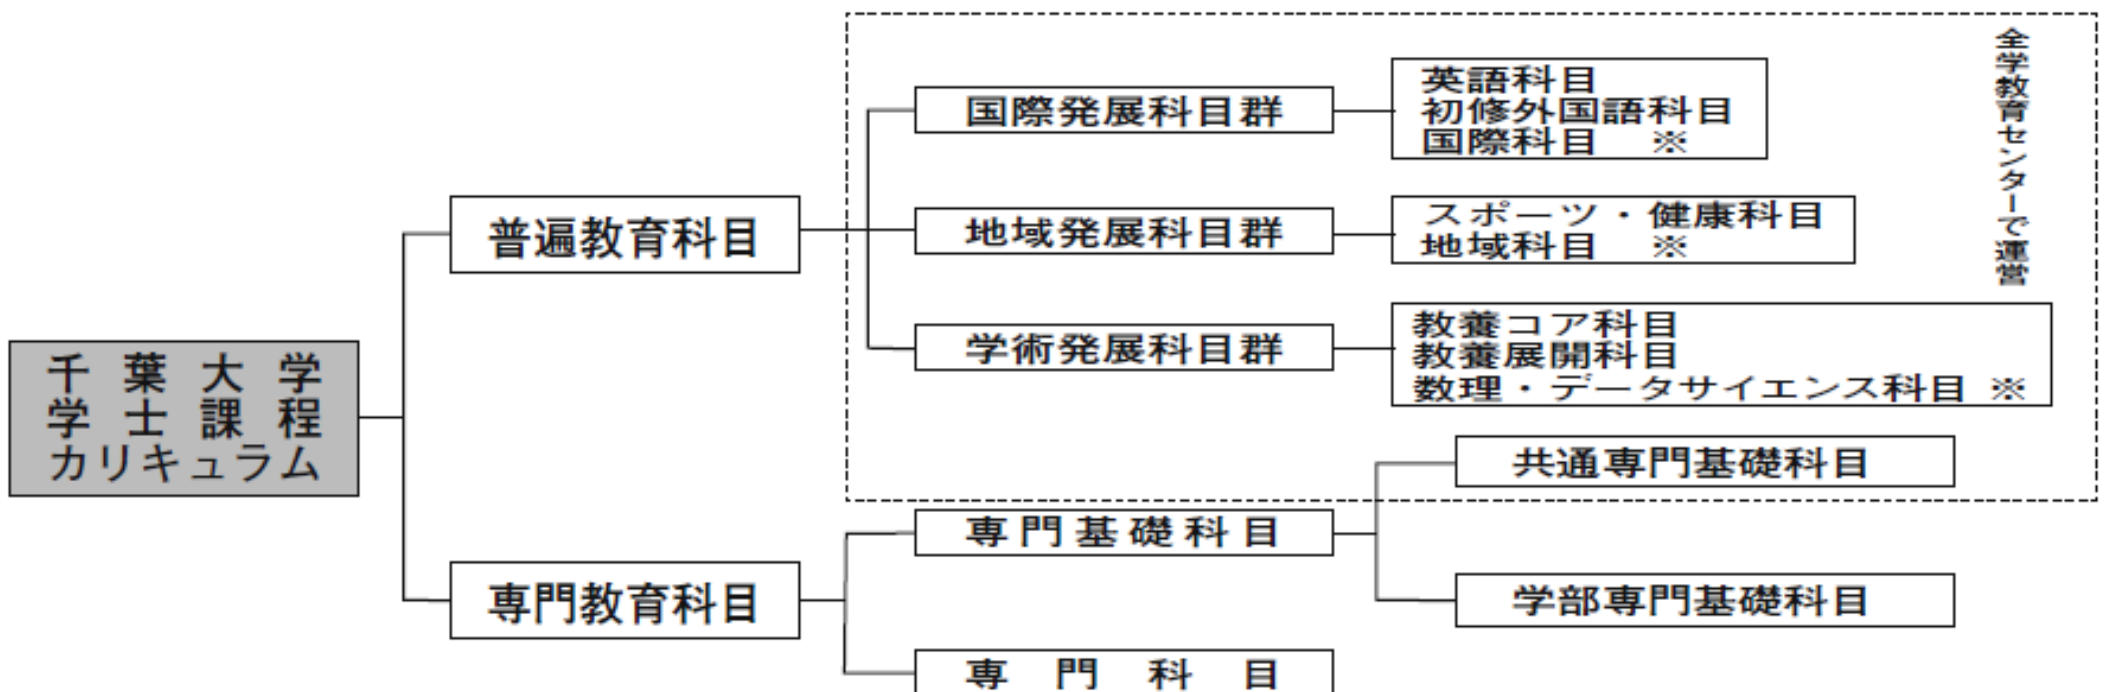 千葉大学
学士課程
カリキュラム
普遍教育科目
国際発展科目群
英語科目
初修外国語科目
国際科目 ※
地域発展科目群
スポーツ・健康科目
地域科目 ※
学術発展科目群
教養コア科目
教養展開科目
数理・データサイエンス科目 ※
全学教育センターで運営
専門教育科目
専門基礎科目
共通専門基礎科目
学部専門基礎科目
専門科目